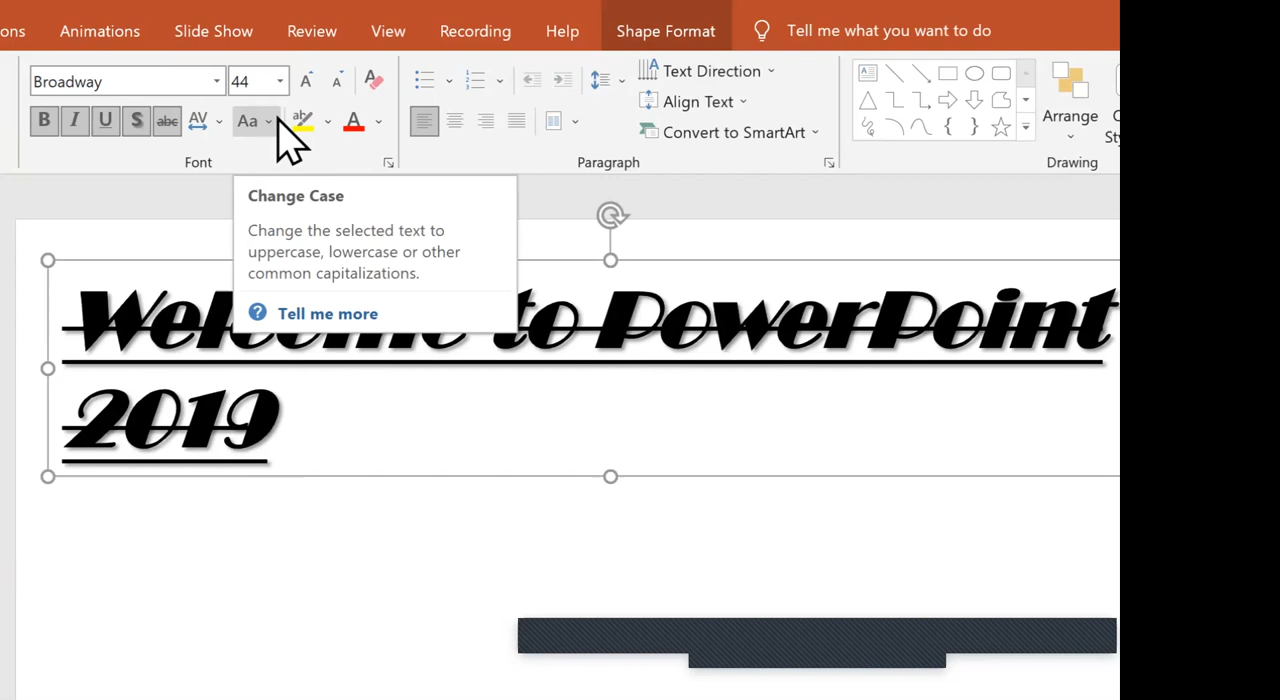 ons Animations Slide Show Review View Recording Help Shape Format Tell me what you want to do
Broadway 44 A A A Text Direction
B I U S abc AV Aa ab A Align Text
Convert to SmartArt
Arrange
Font Paragraph Drawing
Change Case
Change the selected text to
uppercase, lowercase or other
common capitalizations.
? Tell me more
Welcome to PowerPoint
2019